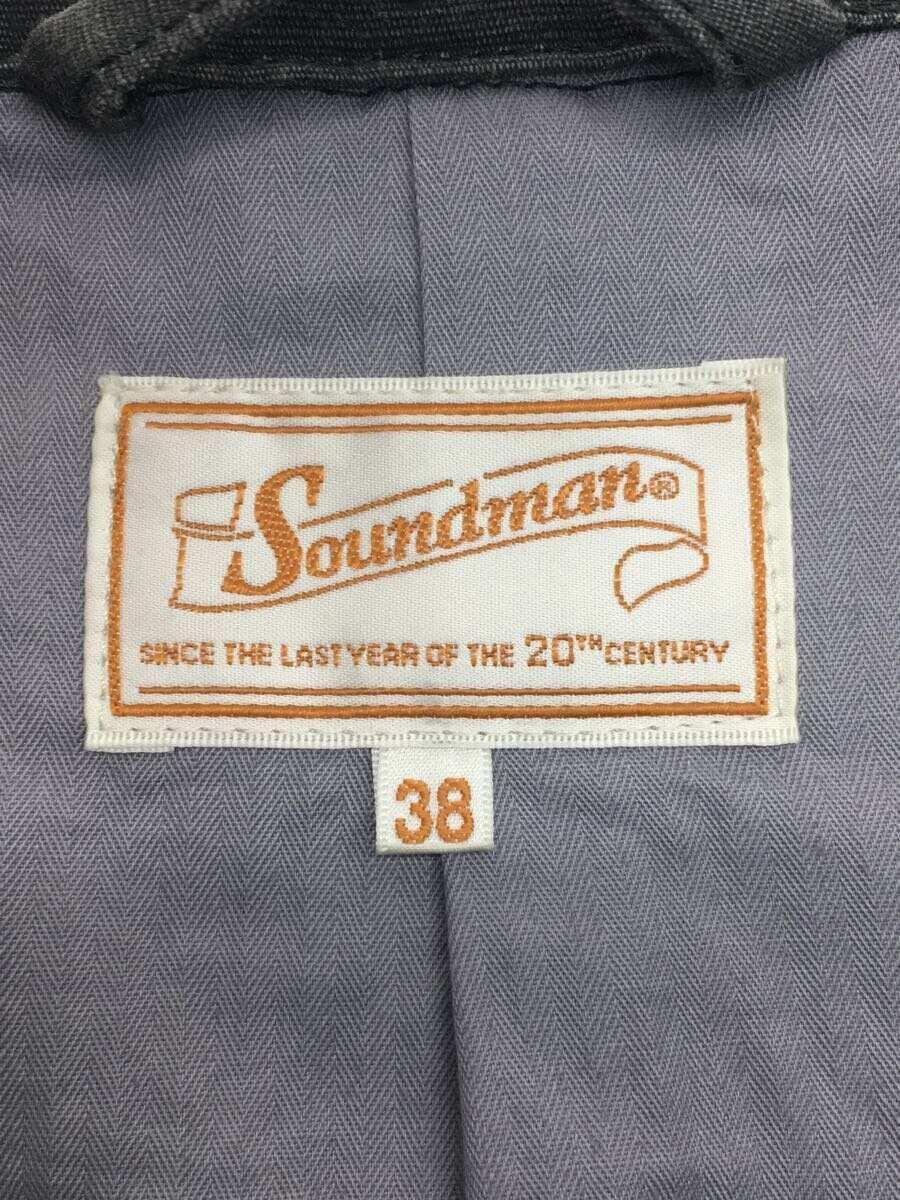 Soundman®
SINCE THE LAST YEAR OF THE 20TH CENTURY
38